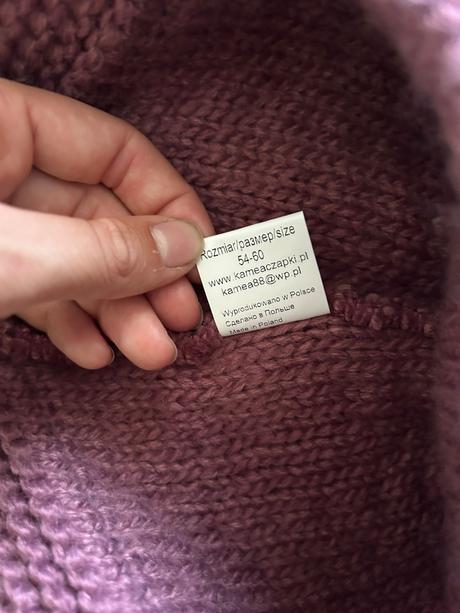 Rozmiar/размер/size
54-60
www.kameaczapki.pl
kamea88@wp.pl
Wyprodukowano w Polsce
Сделано в Польше
Made in Poland